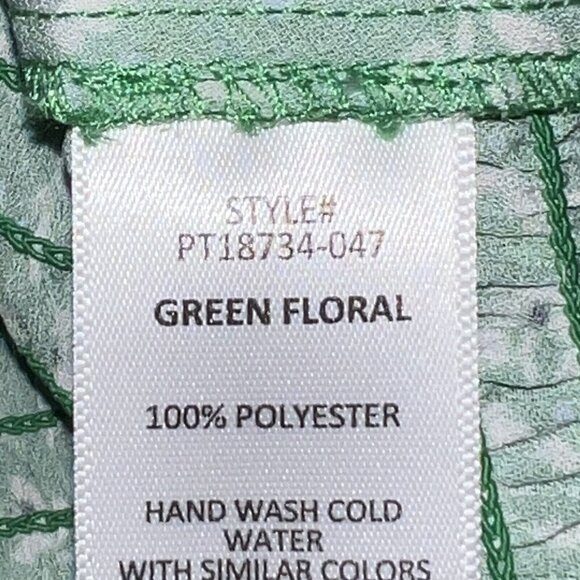 STYLE#
PT18734-047
GREEN FLORAL
100% POLYESTER
HAND WASH COLD
WATER
WITH SIMILAR COLORS